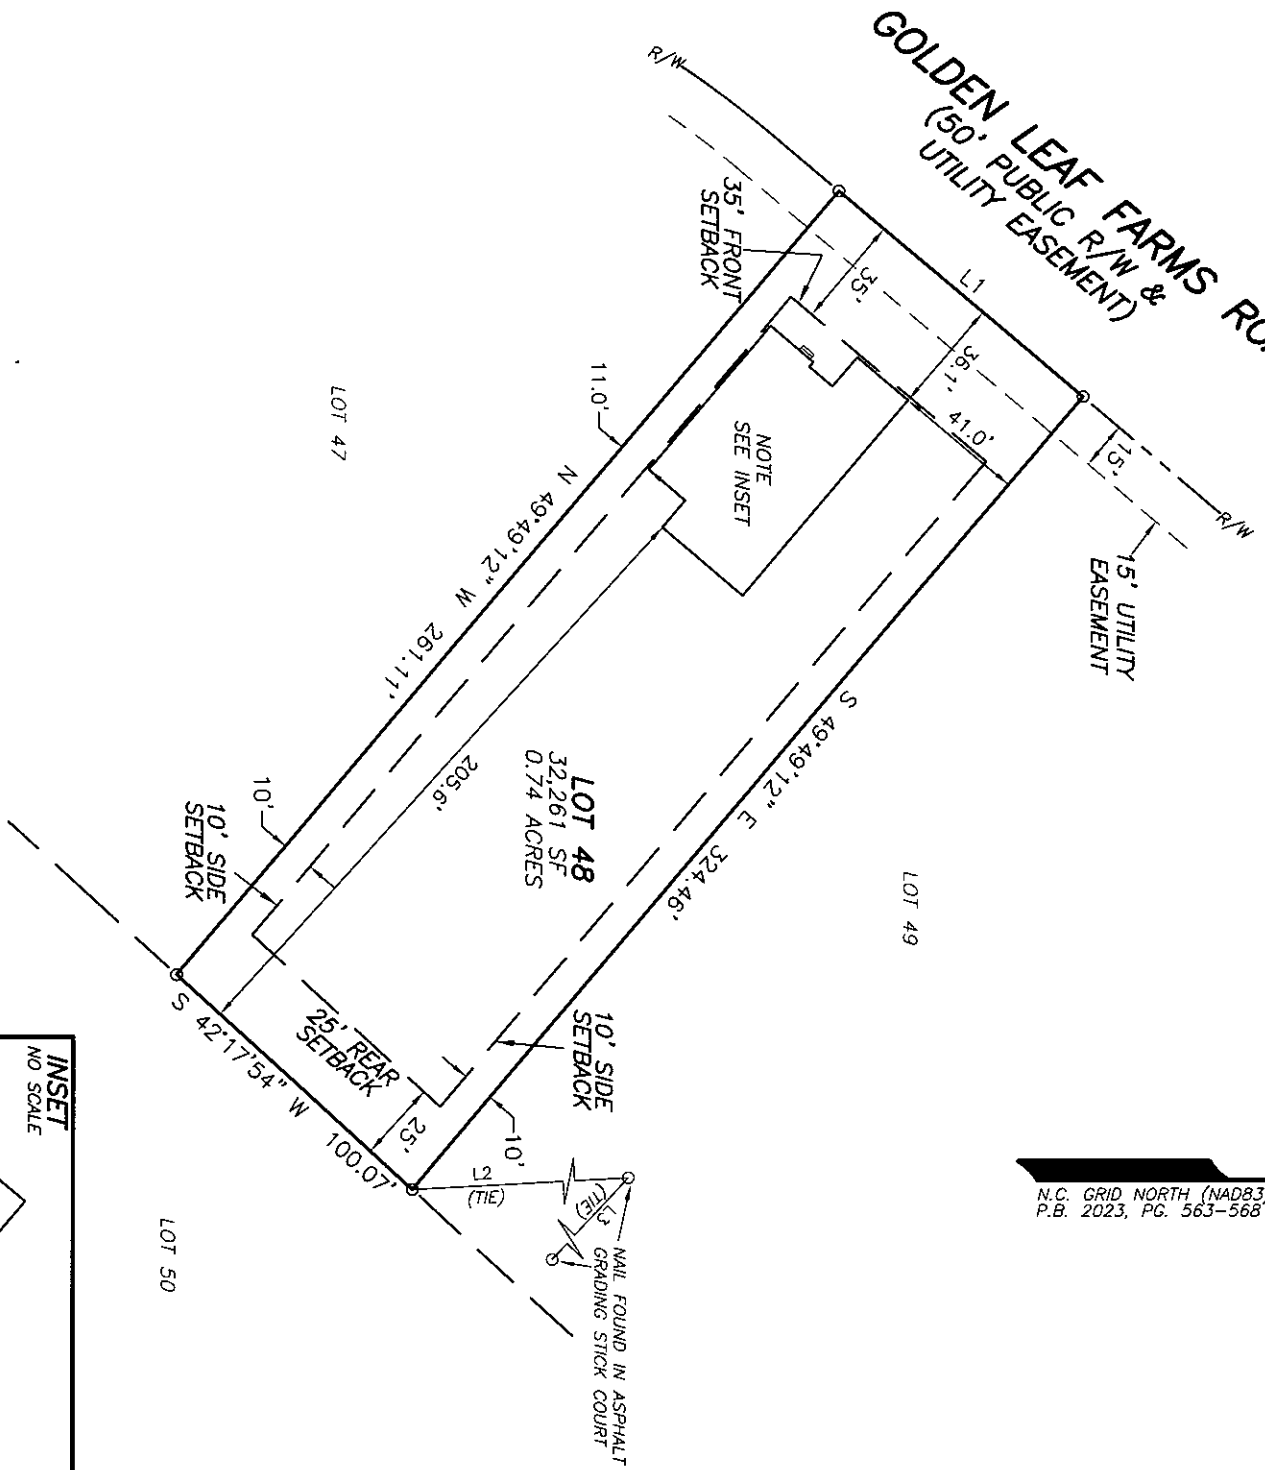 GOLDEN LEAF FARMS RO
(50' PUBLIC R/W &
UTILITY EASEMENT)
R/W
L1
35' FRONT
SETBACK
35'
36.1'
41.0'
15'
R/W
15' UTILITY
EASEMENT
NOTE
SEE INSET
11.0'
LOT 47
N 49°49'12" W 261.11'
S 49°49'12" E 324.46'
205.6'
LOT 48
32,261 SF
0.74 ACRES
LOT 49
10'
10' SIDE
SETBACK
25' REAR
SETBACK
25'
10' SIDE
SETBACK
10'
S 42°17'54" W 100.07'
L2
(TIE)
L3
(TIE)
NAIL FOUND IN ASPHALT
GRADING STICK COURT
LOT 50
INSET
NO SCALE
N.C. GRID NORTH (NAD83
P.B. 2023, PG. 563-568